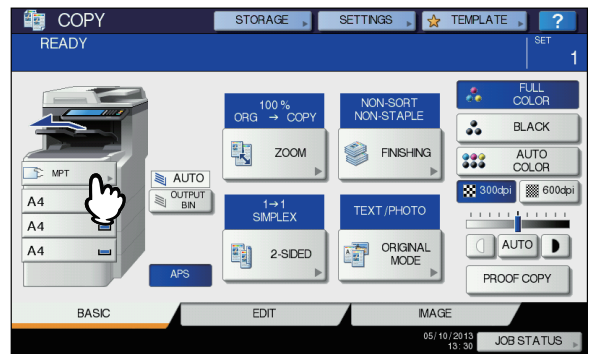 COPY
STORAGE
SETTINGS
TEMPLATE
?
READY
SET
1
100 %
ORG → COPY
ZOOM
NON-SORT
NON-STAPLE
FINISHING
FULL
COLOR
BLACK
AUTO
COLOR
300dpi
600dpi
MPT
A4
A4
A4
AUTO
OUTPUT
BIN
APS
1→1
SIMPLEX
2-SIDED
TEXT/PHOTO
ORIGINAL
MODE
AUTO
PROOF COPY
BASIC
EDIT
IMAGE
05/10/2013
13:30
JOB STATUS